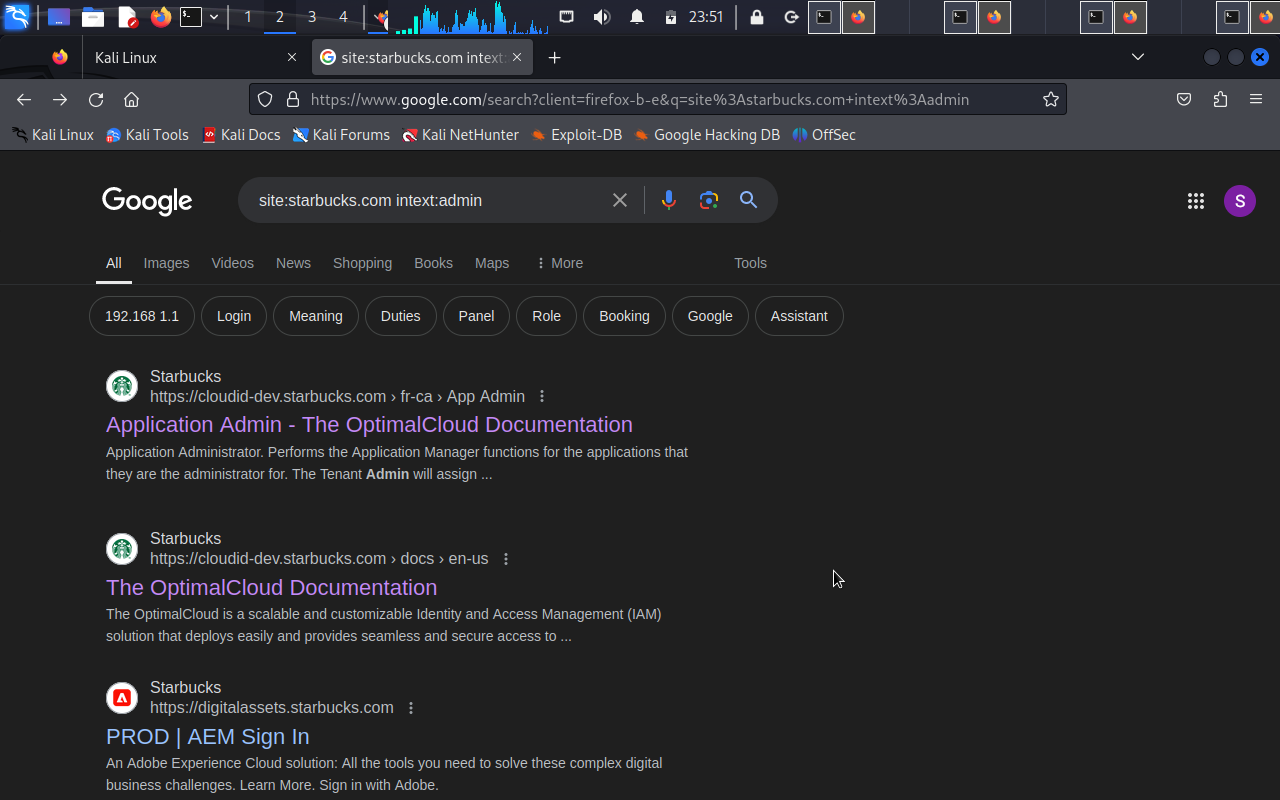 1 2 3 4 23:51
Kali Linux site:starbucks.com intext:
https://www.google.com/search?client=firefox-b-e&q=site%3Astarbucks.com+intext%3Aadmin
Kali Linux Kali Tools Kali Docs Kali Forums Kali NetHunter Exploit-DB Google Hacking DB OffSec
Google site:starbucks.com intext:admin S
All Images Videos News Shopping Books Maps More Tools
192.168 1.1 Login Meaning Duties Panel Role Booking Google Assistant
Starbucks
https://cloudid-dev.starbucks.com › fr-ca › App Admin
Application Admin - The OptimalCloud Documentation
Application Administrator. Performs the Application Manager functions for the applications that
they are the administrator for. The Tenant Admin will assign ...
Starbucks
https://cloudid-dev.starbucks.com › docs › en-us
The OptimalCloud Documentation
The OptimalCloud is a scalable and customizable Identity and Access Management (IAM)
solution that deploys easily and provides seamless and secure access to ...
Starbucks
https://digitalassets.starbucks.com
PROD | AEM Sign In
An Adobe Experience Cloud solution: All the tools you need to solve these complex digital
business challenges. Learn More. Sign in with Adobe.